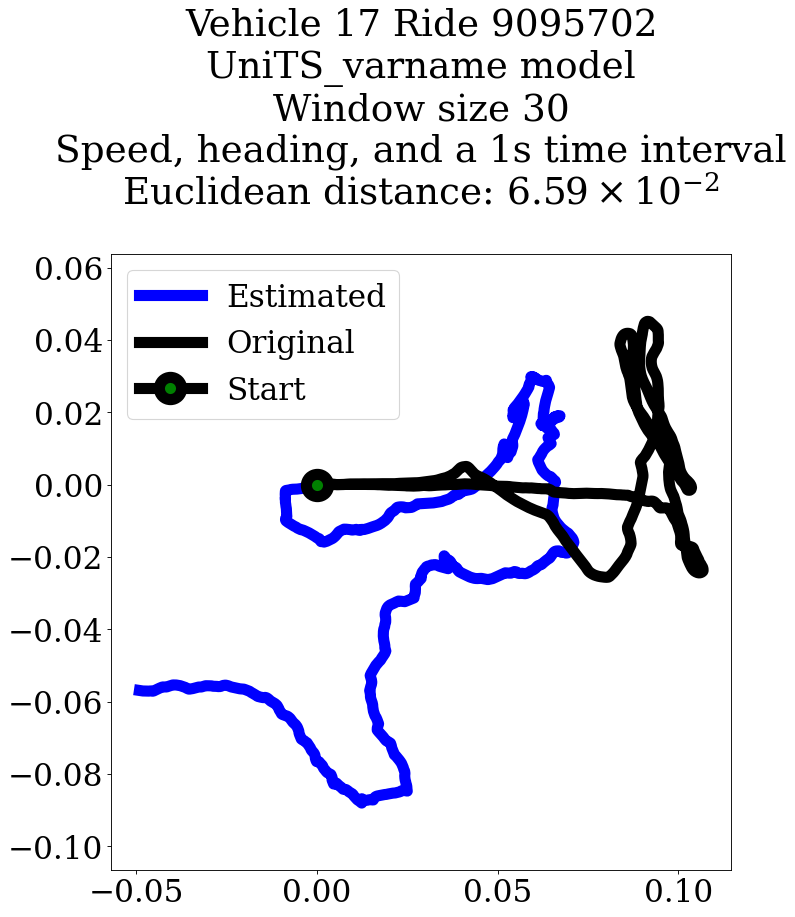 Vehicle 17 Ride 9095702
UniTS_varname model
Window size 30
Speed, heading, and a 1s time interval
Euclidean distance: 6.59 × 10⁻²
0.06
0.04
0.02
0.00
−0.02
−0.04
−0.06
−0.08
−0.10
Estimated
Original
Start
−0.05 0.00 0.05 0.10